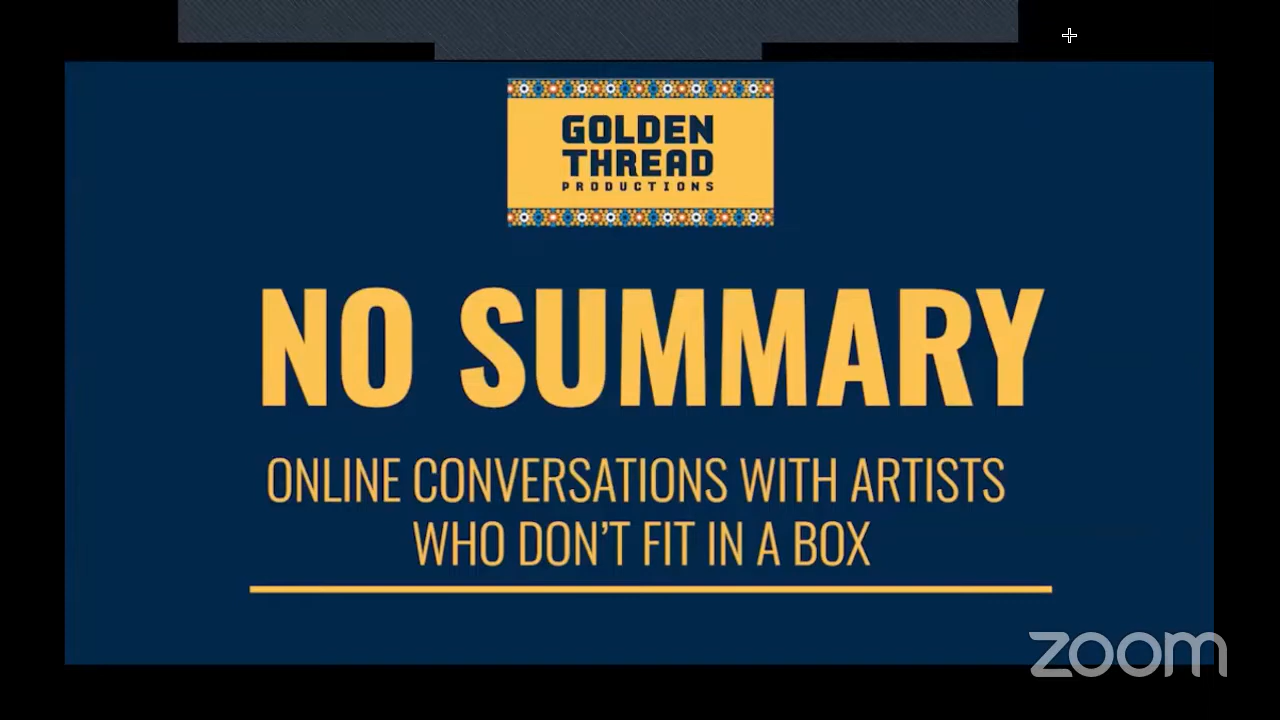 GOLDEN
THREAD
PRODUCTIONS
NO SUMMARY
ONLINE CONVERSATIONS WITH ARTISTS
WHO DON'T FIT IN A BOX
zoom